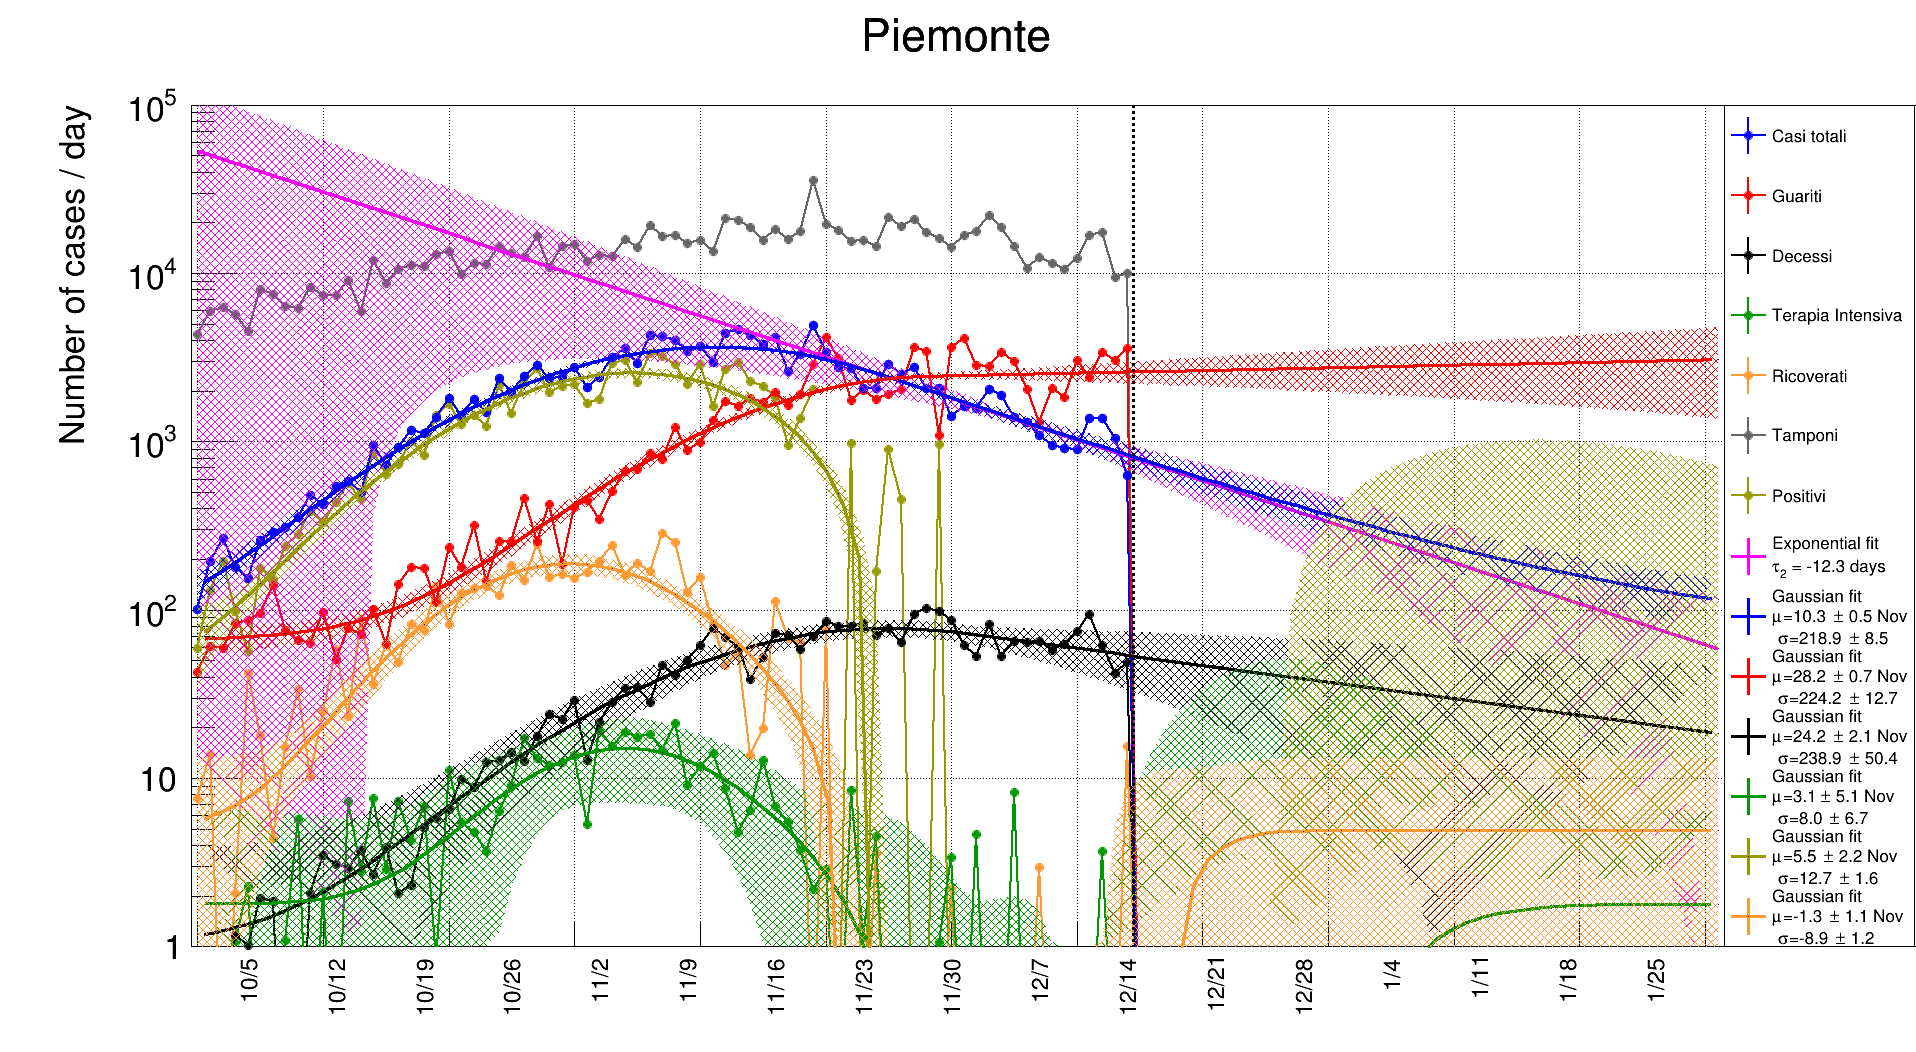 Piemonte
Number of cases / day
10^5
10^4
10^3
10^2
10
1
10/5
10/12
10/19
10/26
11/2
11/9
11/16
11/23
11/30
12/7
12/14
12/21
12/28
1/4
1/11
1/18
1/25
Casi totali
Guariti
Decessi
Terapia Intensiva
Ricoverati
Tamponi
Positivi
Exponential fit
τ₂ = -12.3 days
Gaussian fit
μ=10.3 ± 0.5 Nov
σ=218.9 ± 8.5
Gaussian fit
μ=28.2 ± 0.7 Nov
σ=224.2 ± 12.7
Gaussian fit
μ=24.2 ± 2.1 Nov
σ=238.9 ± 50.4
Gaussian fit
μ=3.1 ± 5.1 Nov
σ=8.0 ± 6.7
Gaussian fit
μ=5.5 ± 2.2 Nov
σ=12.7 ± 1.6
Gaussian fit
μ=-1.3 ± 1.1 Nov
σ=-8.9 ± 1.2